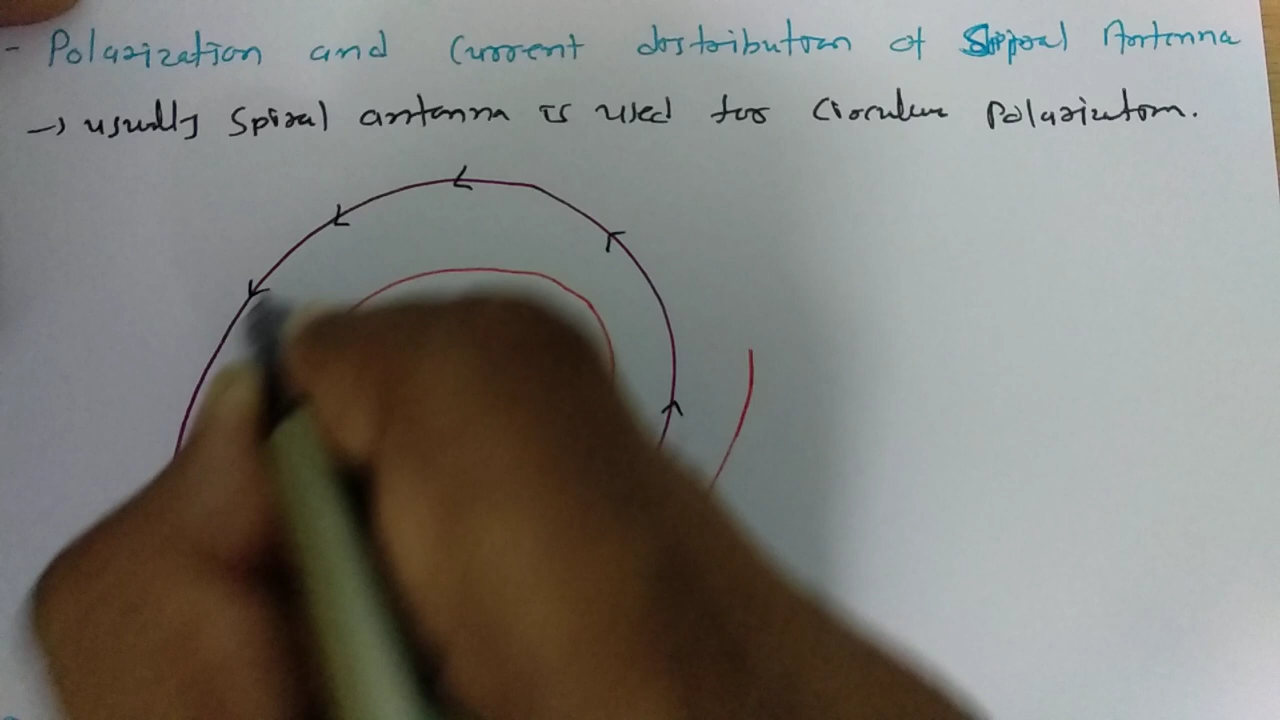 - Polarization and Current distribution of Spiral Antenna
→ usually Spiral antenna is used for Circular Polarization.